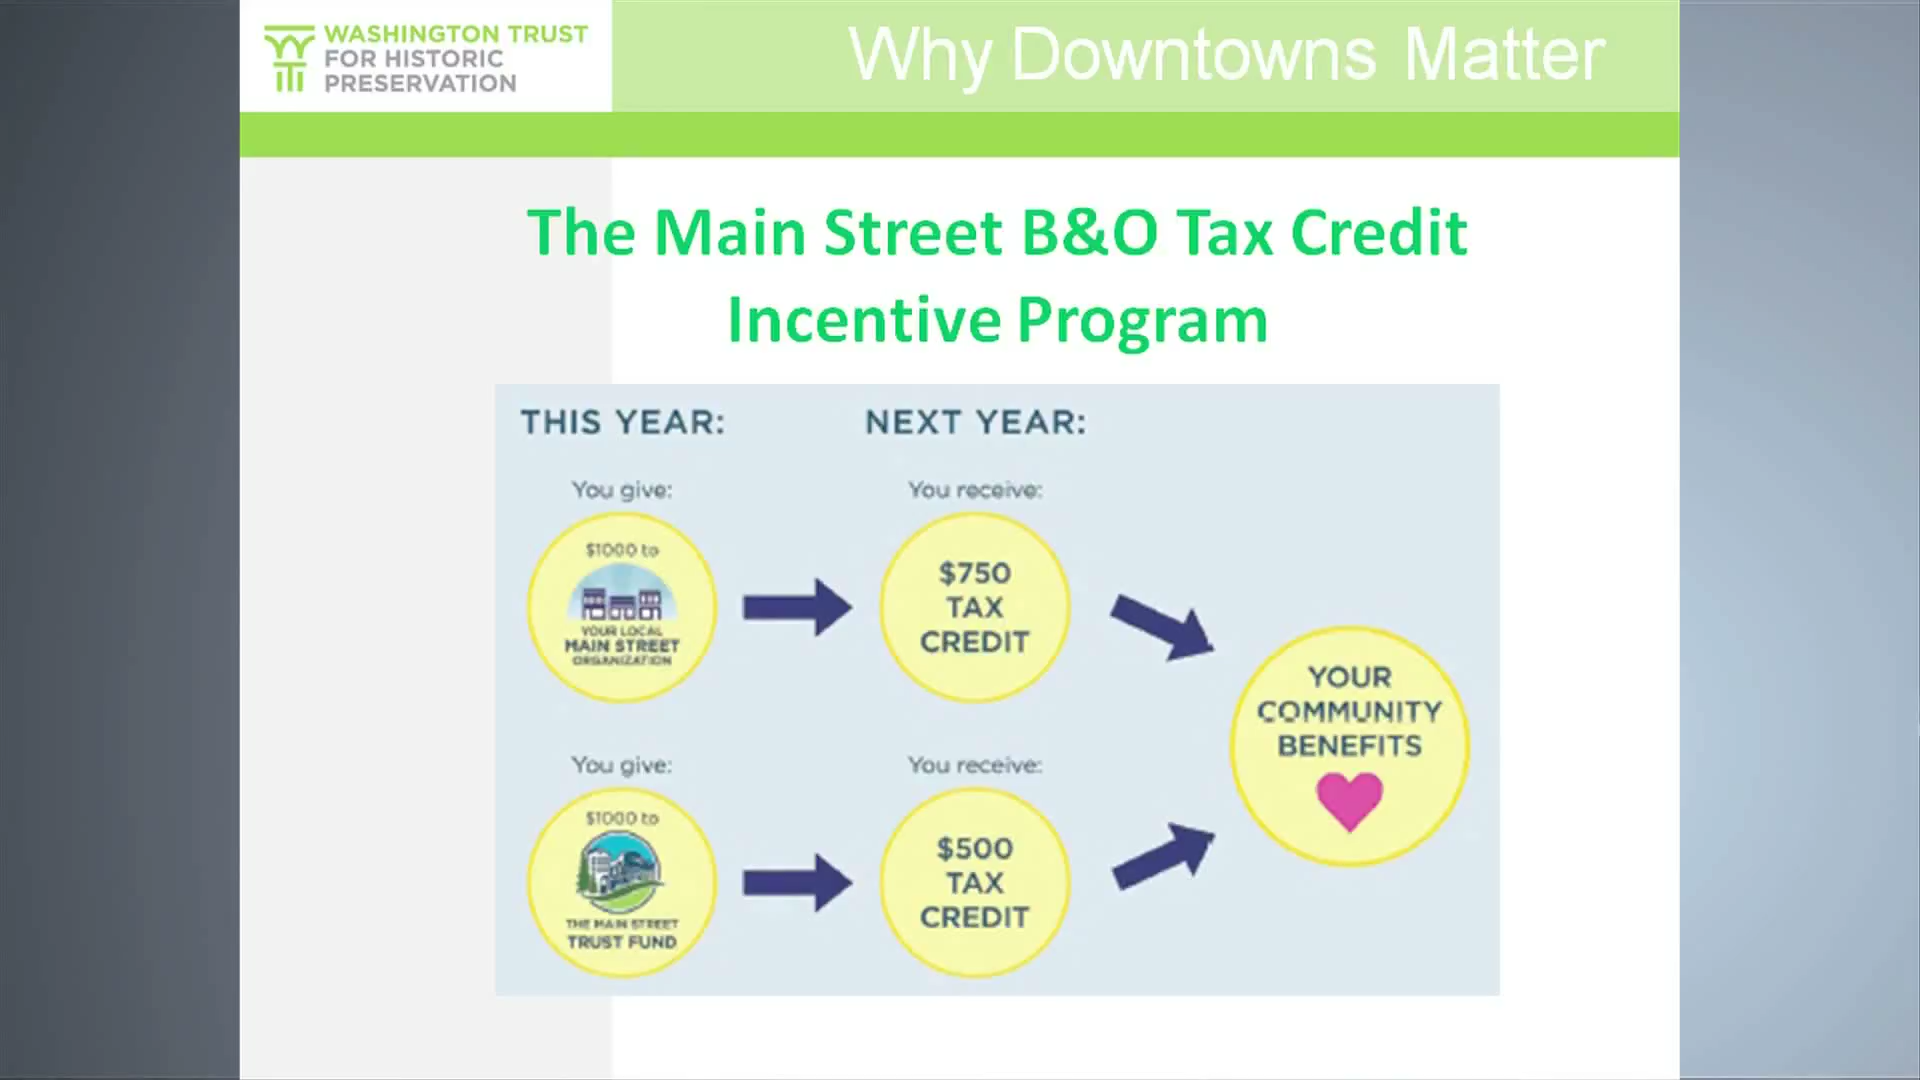 WASHINGTON TRUST
FOR HISTORIC
PRESERVATION
Why Downtowns Matter
The Main Street B&O Tax Credit
Incentive Program
THIS YEAR:
NEXT YEAR:
You give:
You receive:
$1000 to
YOUR LOCAL
MAIN STREET
ORGANIZATION
$750
TAX
CREDIT
YOUR
COMMUNITY
BENEFITS
You give:
You receive:
$1000 to
THE MAIN STREET
TRUST FUND
$500
TAX
CREDIT